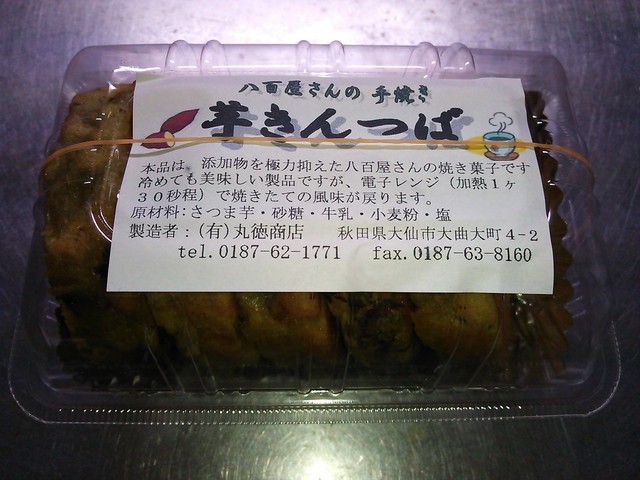 八百屋さんの 手焼き
芋きんつば
本品は、添加物を極力抑えた八百屋さんの焼き菓子です
冷めても美味しい製品ですが、電子レンジ（加熱１ヶ
３０秒程）で焼きたての風味が戻ります。
原材料：さつま芋・砂糖・牛乳・小麦粉・塩
製造者：（有）丸徳商店 秋田県大仙市大曲大町４-２
tel.0187-62-1771 fax.0187-63-8160